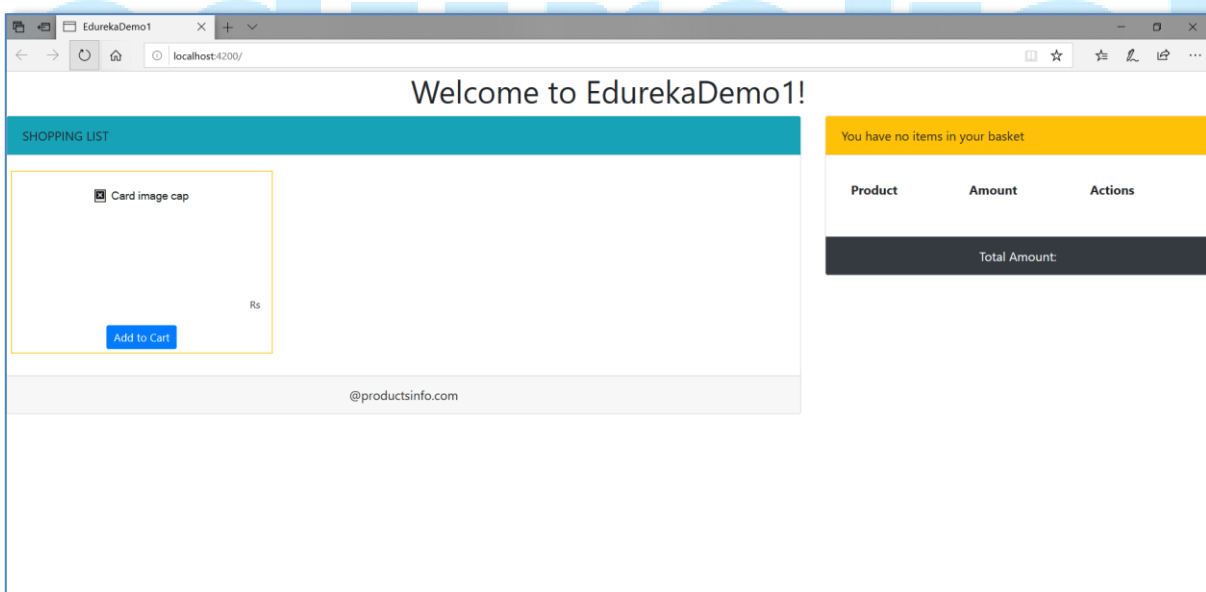 EdurekaDemo1
localhost:4200/
Welcome to EdurekaDemo1!
SHOPPING LIST
Card image cap
Rs
Add to Cart
@productsinfo.com
You have no items in your basket
Product Amount Actions
Total Amount: